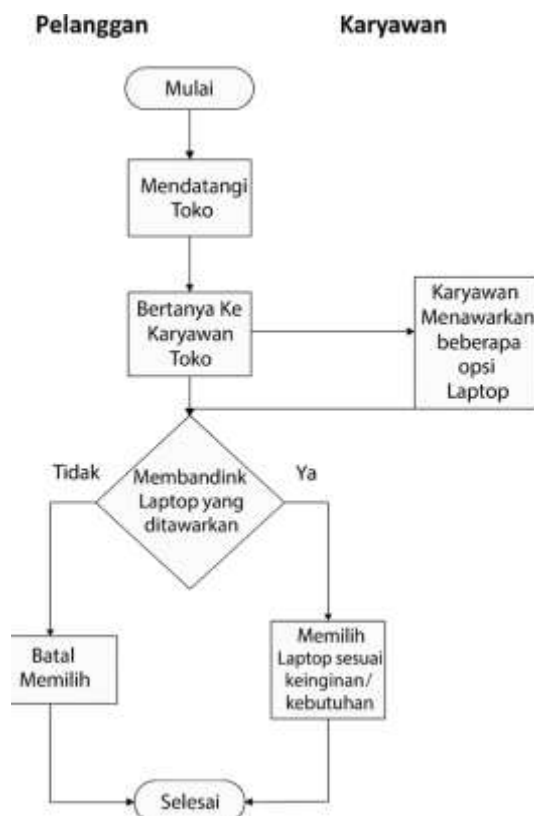 Pelanggan
Karyawan
Mulai
Mendatangi
Toko
Bertanya Ke
Karyawan
Toko
Karyawan
Menawarkan
beberapa
opsi
Laptop
Tidak
Membandink
Laptop yang
ditawarkan
Ya
Batal
Memilih
Memilih
Laptop sesuai
keinginan/
kebutuhan
Selesai